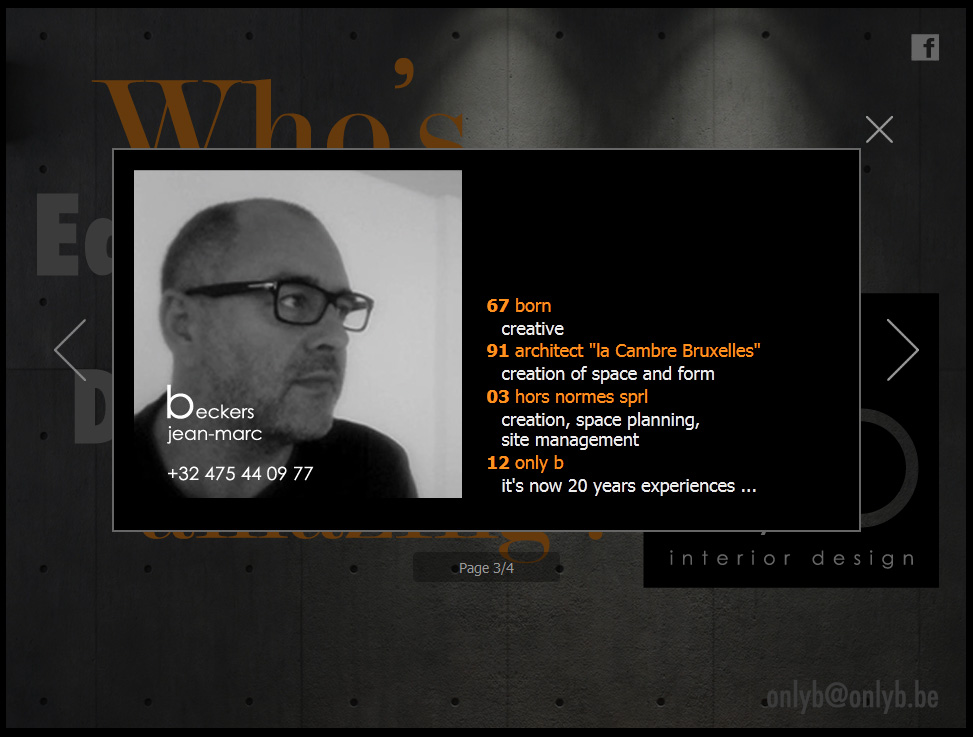 Who's
beckers
jean-marc
+32 475 44 09 77
67 born
creative
91 architect "la Cambre Bruxelles"
creation of space and form
03 hors normes sprl
creation, space planning,
site management
12 only b
it's now 20 years experiences ...
interior design
Page 3/4
onlyb@onlyb.be